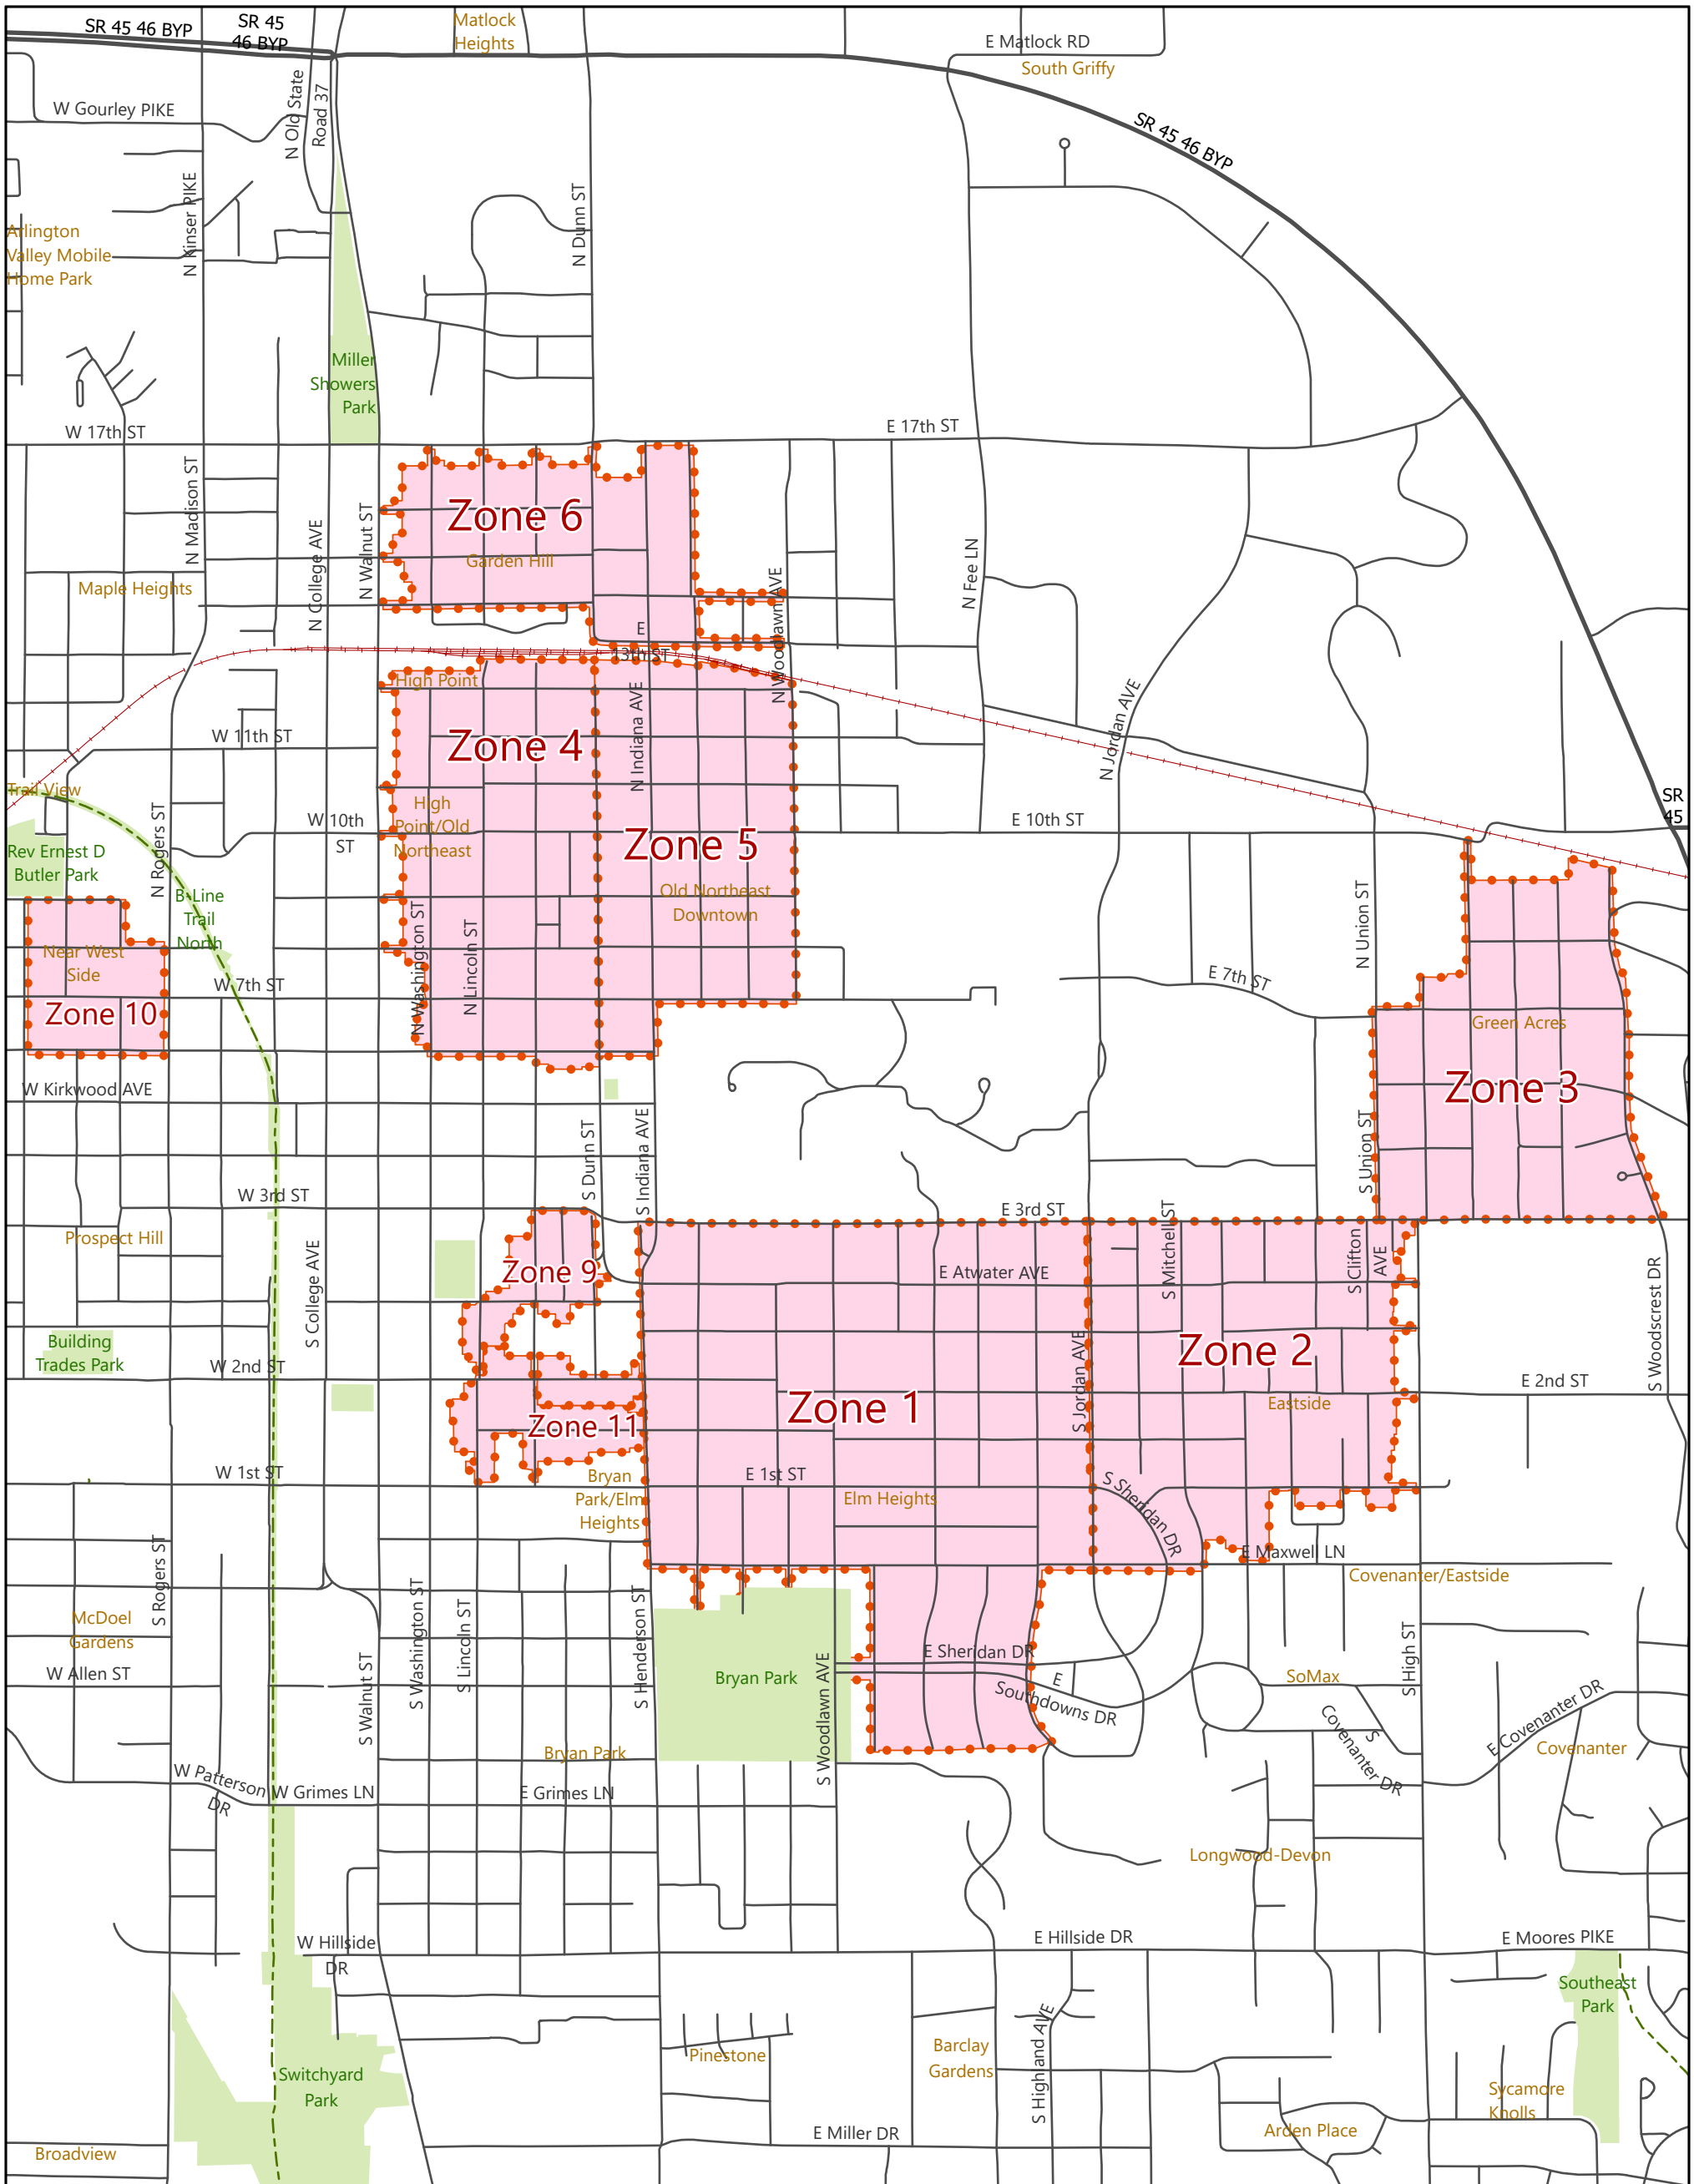 SR 45 46 BYP
SR 45
46 BYP
Matlock
Heights
E Matlock RD
South Griffy
SR 45 46 BYP
W Gourley PIKE
N Old State
Road 37
N Kinser PIKE
N Dunn ST
Arlington
Valley Mobile
Home Park
Miller
Showers
Park
W 17th ST
E 17th ST
N Madison ST
N College AVE
N Walnut ST
Zone 6
Garden Hill
Maple Heights
N Fee LN
N Woodlawn AVE
E
13th ST
High Point
N Indiana AVE
N Jordan AVE
W 11th ST
Zone 4
Trail View
High
Point/Old
Northeast
W 10th
ST
E 10th ST
SR
45
Zone 5
Rev Ernest D
Butler Park
N Rogers ST
B-Line
Trail
North
Old Northeast
Downtown
N Washington ST
N Lincoln ST
N Union ST
Near West
Side
W 7th ST
E 7th ST
Zone 10
Green Acres
Zone 3
W Kirkwood AVE
S Dunn ST
S Indiana AVE
S Union ST
W 3rd ST
E 3rd ST
Prospect Hill
S Mitchell ST
S Clifton
AVE
S College AVE
Zone 9
E Atwater AVE
S Woodscrest DR
Building
Trades Park
W 2nd ST
S Jordan AVE
Zone 2
E 2nd ST
Zone 1
Eastside
Zone 11
W 1st ST
Bryan
Park/Elm
Heights
E 1st ST
Elm Heights
S Sheridan DR
E Maxwell LN
Covenanter/Eastside
S Rogers ST
McDoel
Gardens
W Allen ST
S Walnut ST
S Washington ST
S Lincoln ST
S Henderson ST
Bryan Park
S Woodlawn AVE
E Sheridan DR
E
Southdowns DR
SoMax
S High ST
S
Covenanter DR
E Covenanter DR
Covenanter
Bryan Park
W Patterson
DR
W Grimes LN
E Grimes LN
Longwood-Devon
W Hillside
DR
E Hillside DR
E Moores PIKE
Southeast
Park
Switchyard
Park
Pinestone
Barclay
Gardens
S Highland AVE
Sycamore
Knolls
Arden Place
E Miller DR
Broadview